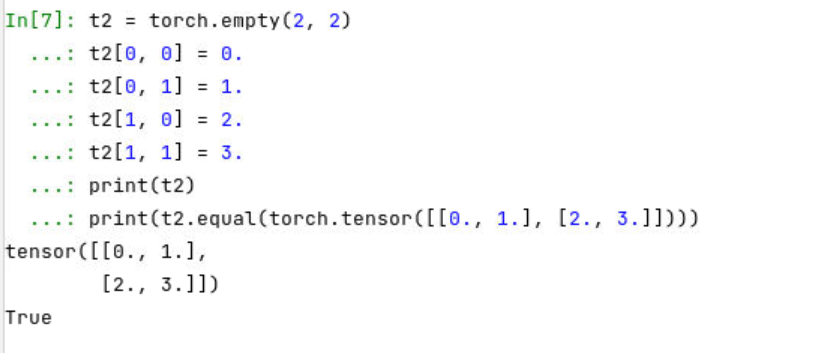 In[7]: t2 = torch.empty(2, 2)
  ...: t2[0, 0] = 0.
  ...: t2[0, 1] = 1.
  ...: t2[1, 0] = 2.
  ...: t2[1, 1] = 3.
  ...: print(t2)
  ...: print(t2.equal(torch.tensor([[0., 1.], [2., 3.]])))
tensor([[0., 1.],
        [2., 3.]])
True